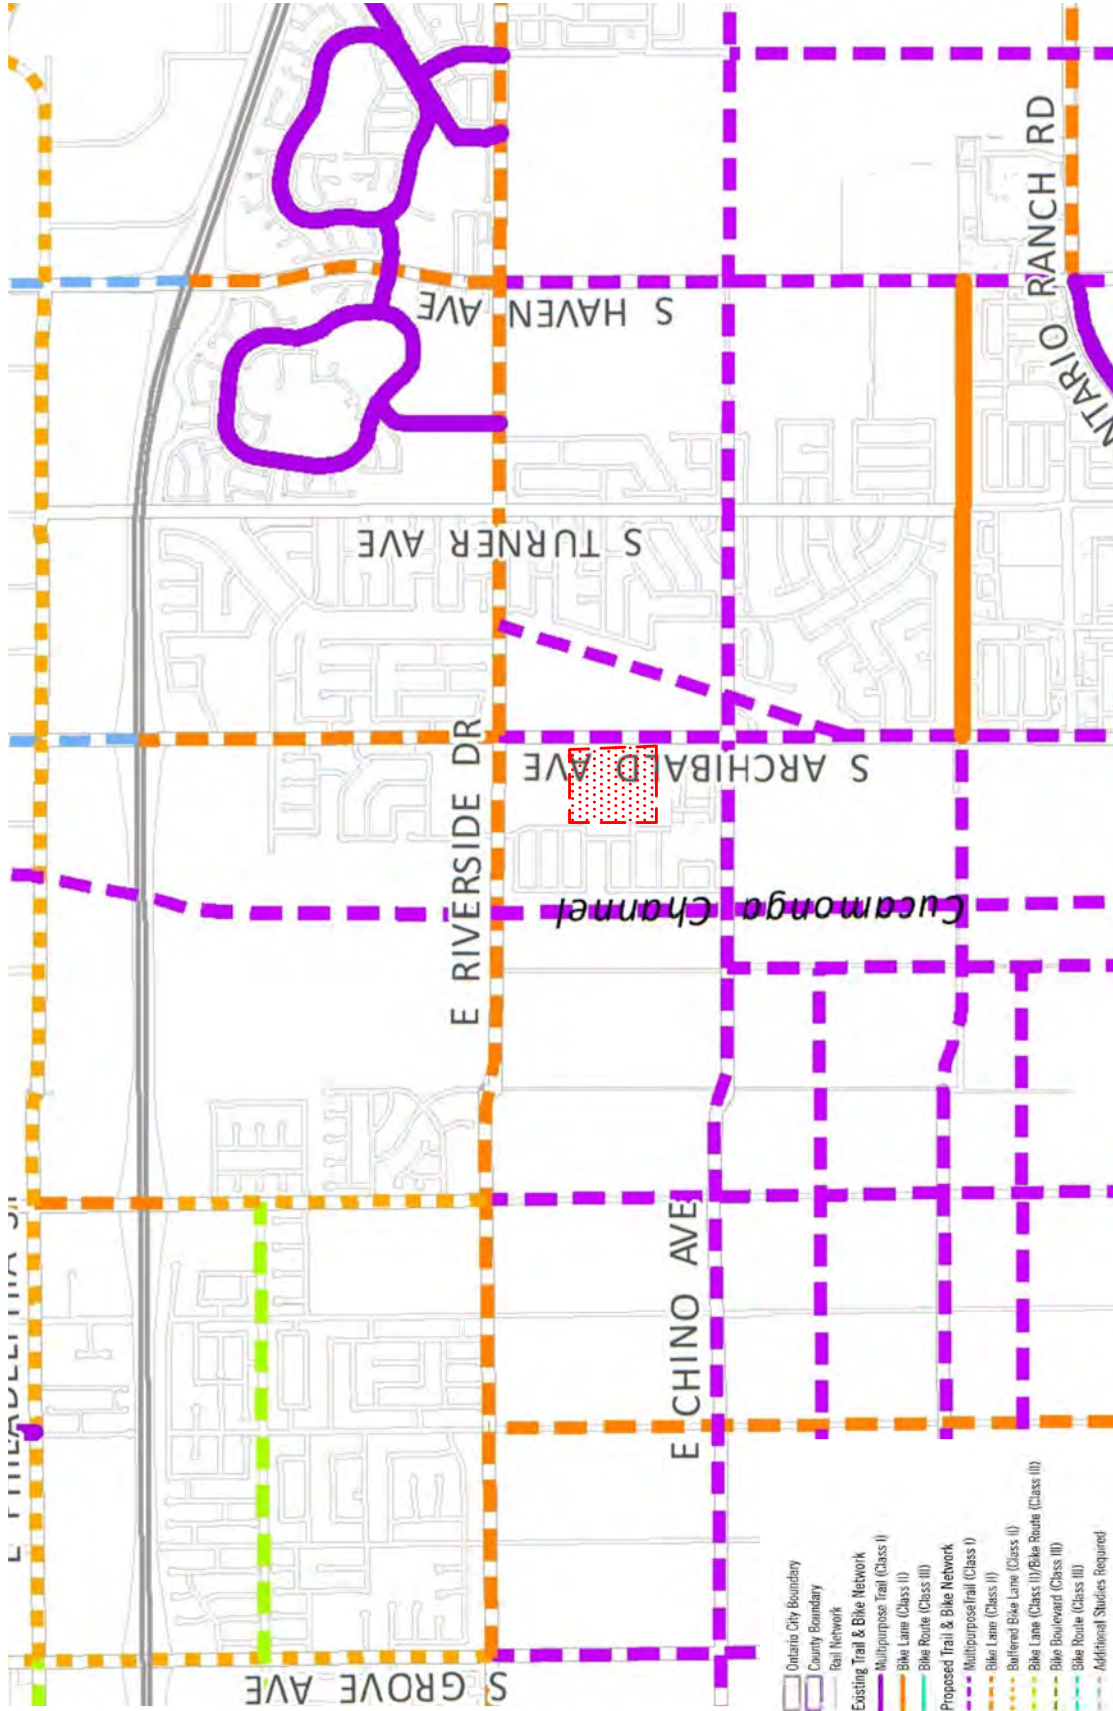 S HAVEN AVE
ONTARIO RANCH RD
S TURNER AVE
E RIVERSIDE DR
S ARCHIBALD AVE
Cucamonga Channel
E CHINO AVE
S GROVE AVE
Ontario City Boundary
County Boundary
Rail Network
Existing Trail & Bike Network
Multipurpose Trail (Class I)
Bike Lane (Class II)
Bike Route (Class III)
Proposed Trail & Bike Network
MultipurposeTrail (Class I)
Bike Lane (Class II)
Buffered Bike Lane (Class II)
Bike Lane (Class II)/Bike Route (Class III)
Bike Boulevard (Class III)
Bike Route (Class III)
Additional Studies Required